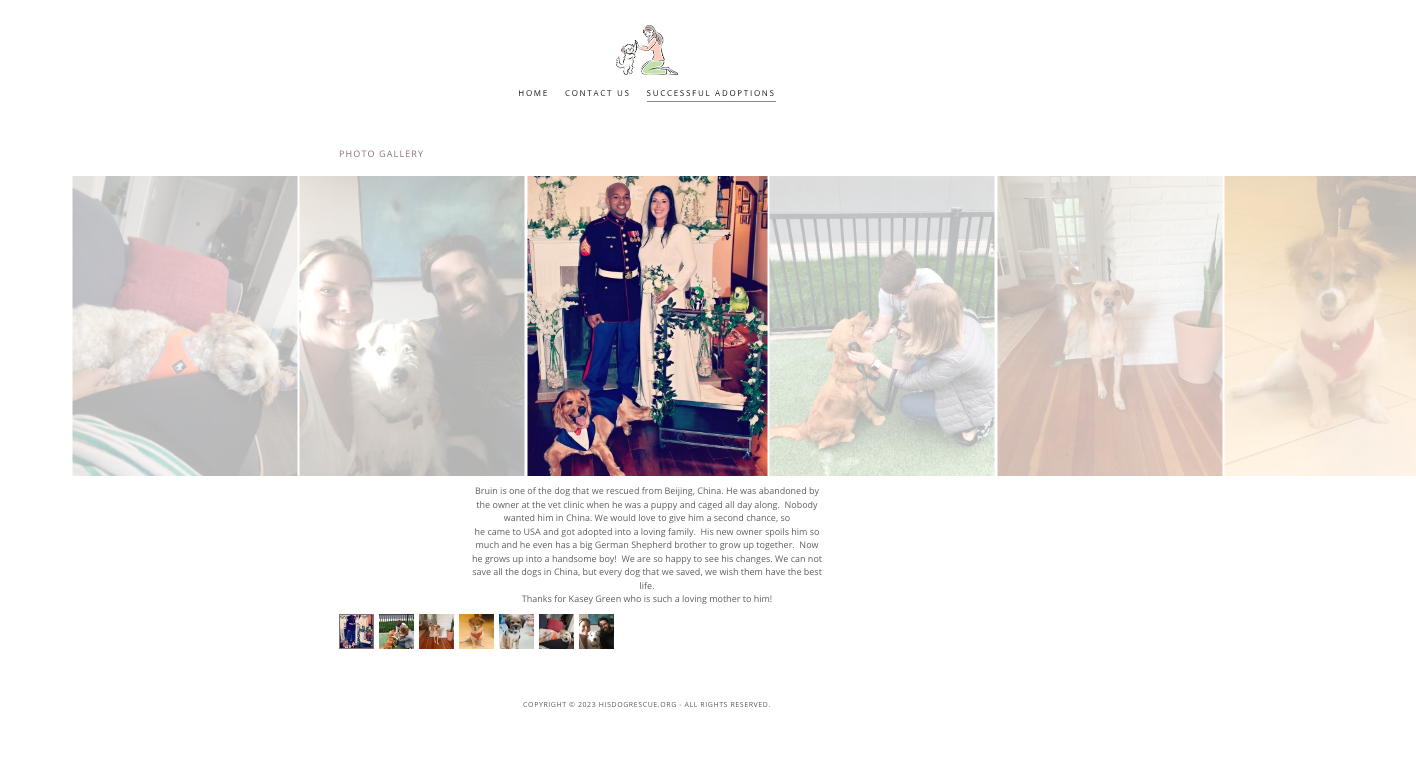 HOME CONTACT US SUCCESSFUL ADOPTIONS
PHOTO GALLERY
Bruin is one of the dog that we rescued from Beijing, China. He was abandoned by
the owner at the vet clinic when he was a puppy and caged all day along.  Nobody
wanted him in China. We would love to give him a second chance, so
he came to USA and got adopted into a loving family.  His new owner spoils him so
much and he even has a big German Shepherd brother to grow up together.  Now
he grows up into a handsome boy!  We are so happy to see his changes. We can not
save all the dogs in China, but every dog that we saved, we wish them have the best
life.
Thanks for Kasey Green who is such a loving mother to him!
COPYRIGHT © 2023 HISDOGRESCUE.ORG - ALL RIGHTS RESERVED.